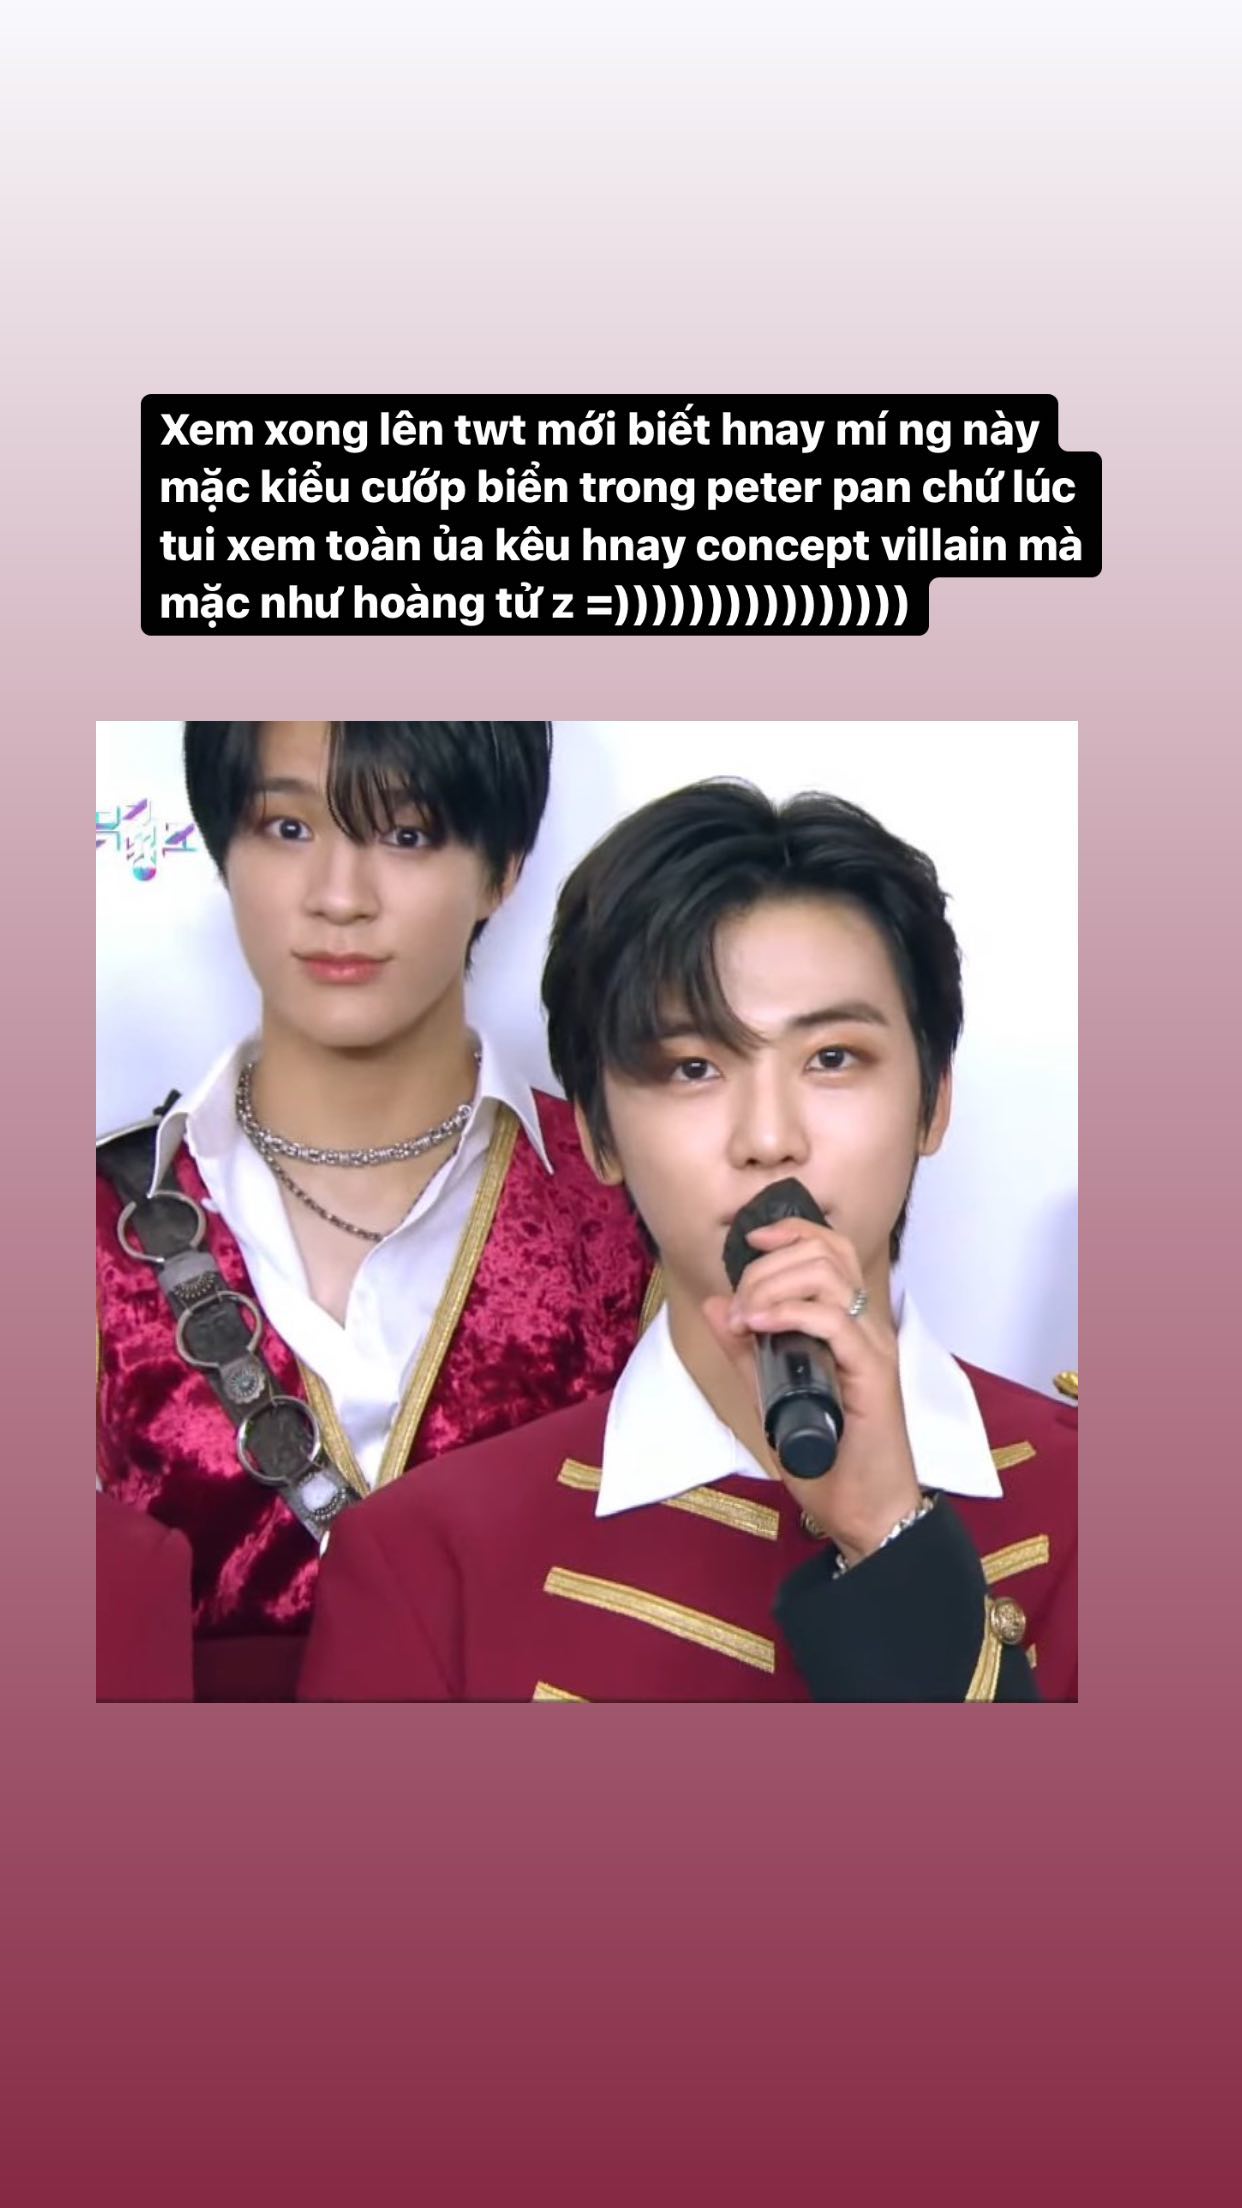 Xem xong lên twt mới biết hnay mí ng này
mặc kiểu cướp biển trong peter pan chứ lúc
tui xem toàn ủa kêu hnay concept villain mà
mặc như hoàng tử z =))))))))))))))))